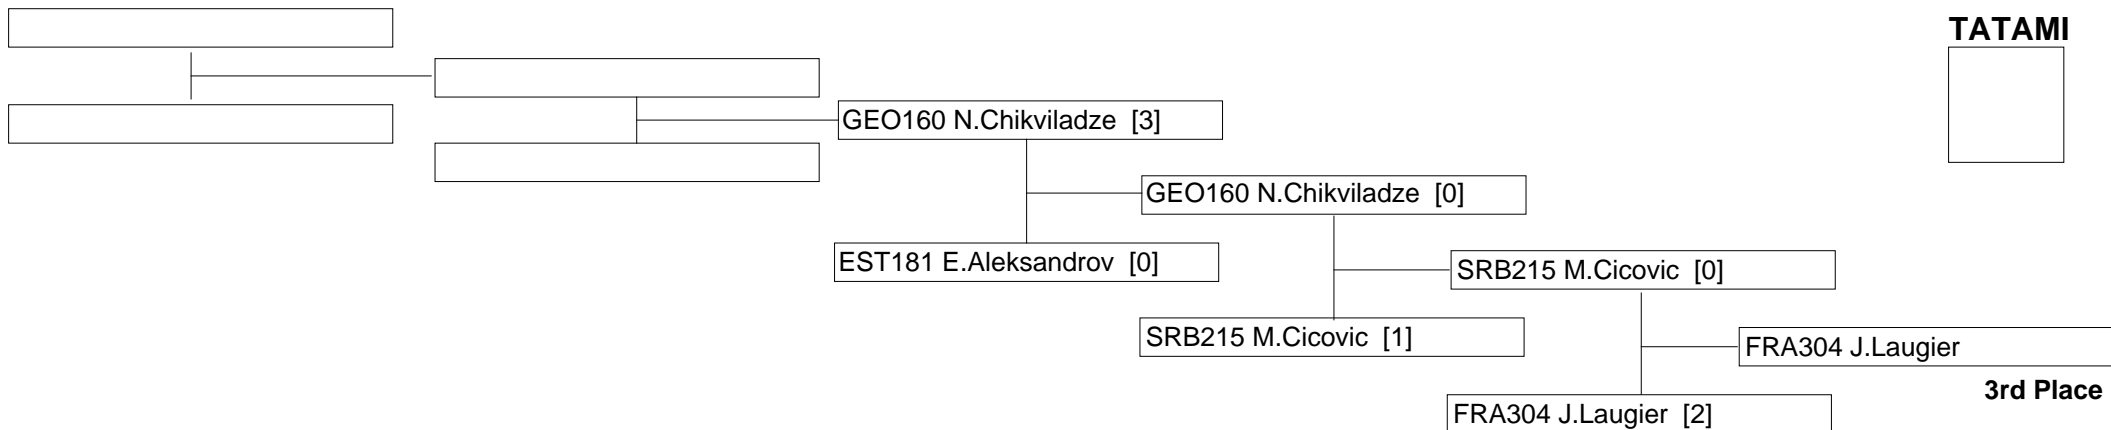 TATAMI
GEO160 N.Chikviladze [3]
GEO160 N.Chikviladze [0]
EST181 E.Aleksandrov [0]
SRB215 M.Cicovic [0]
SRB215 M.Cicovic [1]
FRA304 J.Laugier
3rd Place
FRA304 J.Laugier [2]